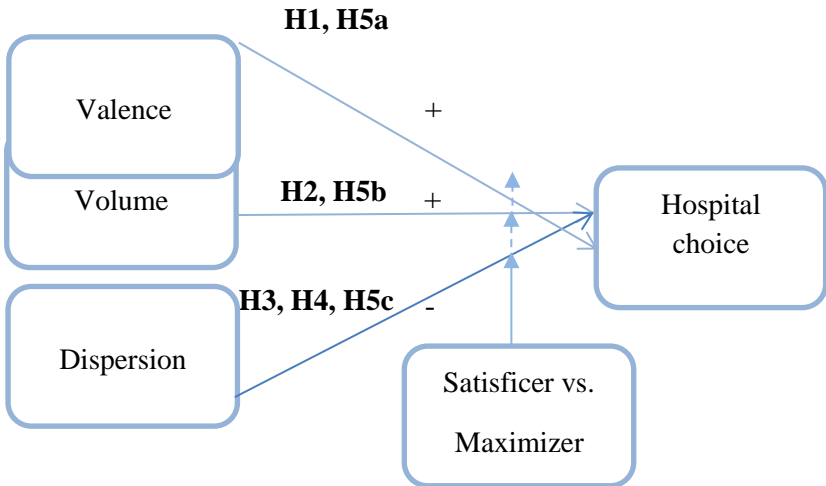 H1, H5a
Valence
+
Volume
H2, H5b
+
Hospital
choice
H3, H4, H5c
-
Dispersion
Satisficer vs.
Maximizer